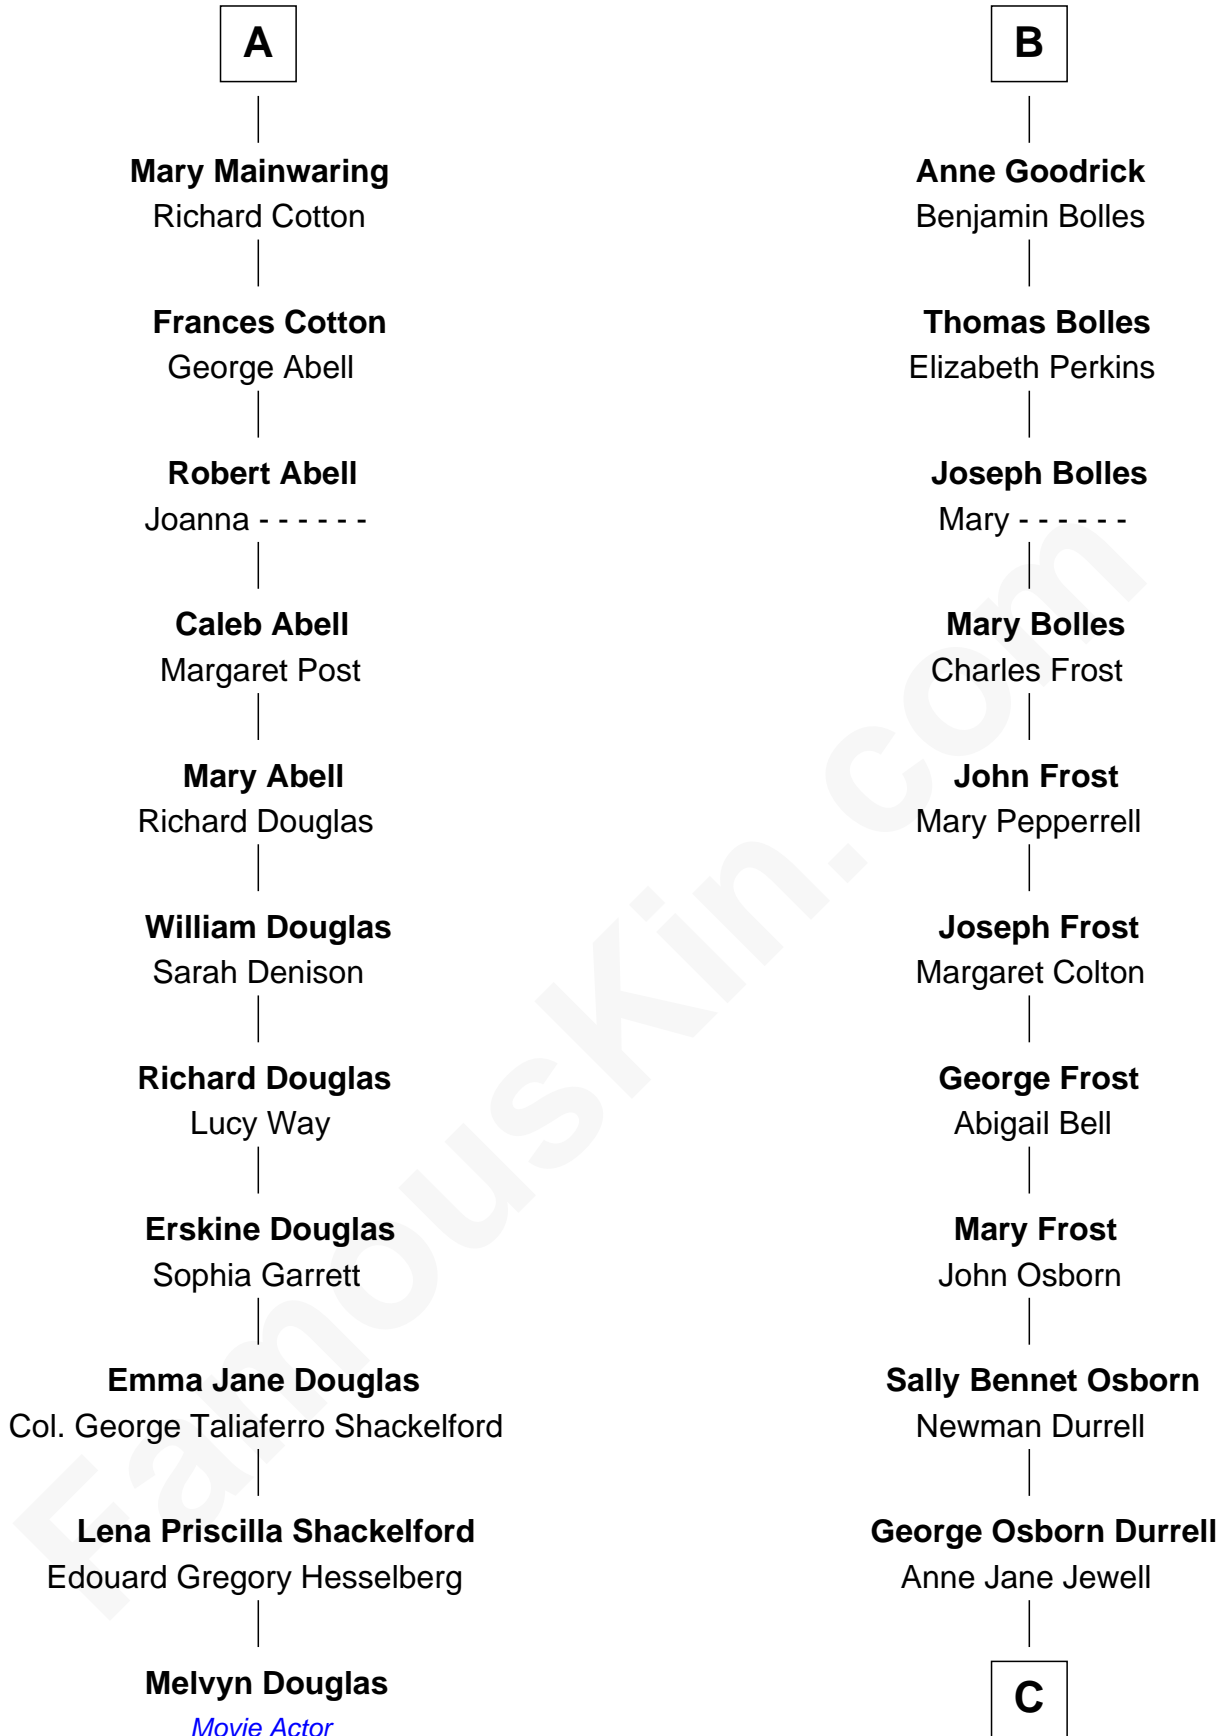 A
Mary Mainwaring
Richard Cotton
Frances Cotton
George Abell
Robert Abell
Joanna - - - - - -
Caleb Abell
Margaret Post
Mary Abell
Richard Douglas
William Douglas
Sarah Denison
Richard Douglas
Lucy Way
Erskine Douglas
Sophia Garrett
Emma Jane Douglas
Col. George Taliaferro Shackelford
Lena Priscilla Shackelford
Edouard Gregory Hesselberg
Melvyn Douglas
Movie Actor
B
Anne Goodrick
Benjamin Bolles
Thomas Bolles
Elizabeth Perkins
Joseph Bolles
Mary - - - - - -
Mary Bolles
Charles Frost
John Frost
Mary Pepperrell
Joseph Frost
Margaret Colton
George Frost
Abigail Bell
Mary Frost
John Osborn
Sally Bennet Osborn
Newman Durrell
George Osborn Durrell
Anne Jane Jewell
C
FamousKin.com